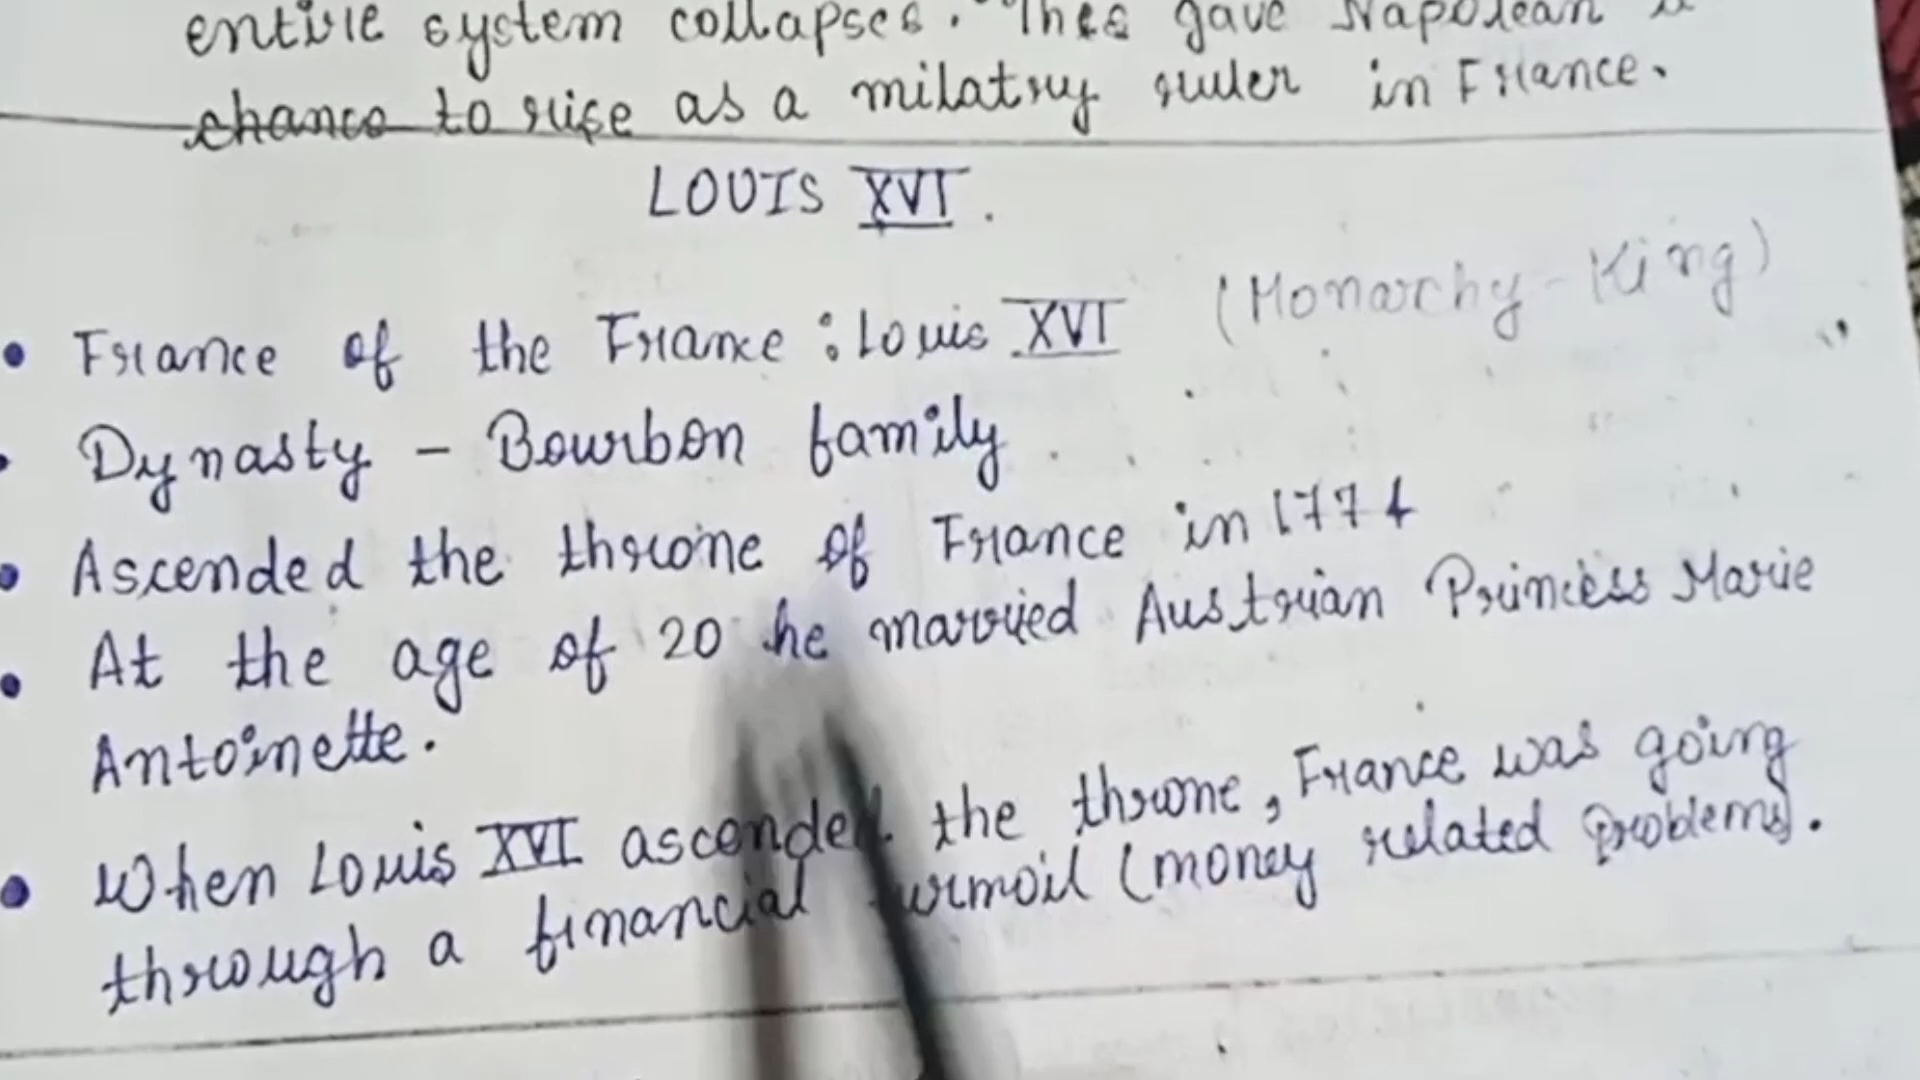 entire system collapses. This gave Napolean a
chance to rise as a milatry ruler in France.
LOUIS XVI.
• France of the France : Louis XVI (Monarchy - King)
• Dynasty - Bourbon family
• Ascended the throne of France in 1774
• At the age of 20 he married Austrian Princess Marie
Antoinette.
• When Louis XVI ascended the throne, France was going
through a financial turmoil (money related problems).